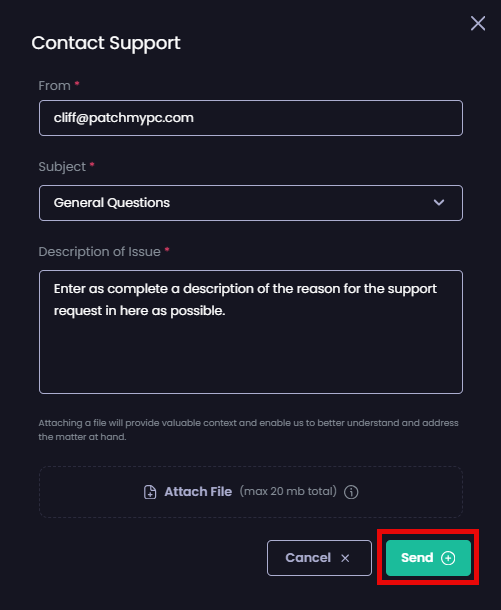 Contact Support
From *
cliff@patchmypc.com
Subject *
General Questions
Description of Issue *
Enter as complete a description of the reason for the support
request in here as possible.
Attaching a file will provide valuable context and enable us to better understand and address
the matter at hand.
Attach File (max 20 mb total)
Cancel
Send